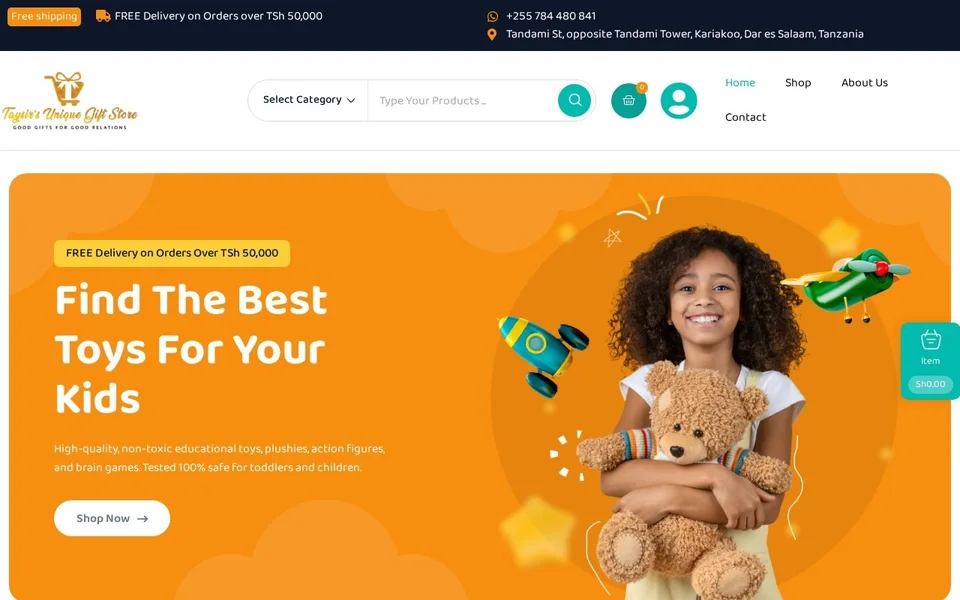 Free shipping
FREE Delivery on Orders over TSh 50,000
+255 784 480 841
Tandami St, opposite Tandami Tower, Kariakoo, Dar es Salaam, Tanzania
T
Taysir's Unique Gift Store
GOOD GIFTS FOR GOOD RELATIONS
Select Category
Type Your Products ...
0
Home
Shop
About Us
Contact
FREE Delivery on Orders Over TSh 50,000
Find The Best
Toys For Your
Kids
High-quality, non-toxic educational toys, plushies, action figures,
and brain games. Tested 100% safe for toddlers and children.
Shop Now
Item
Sh0.00